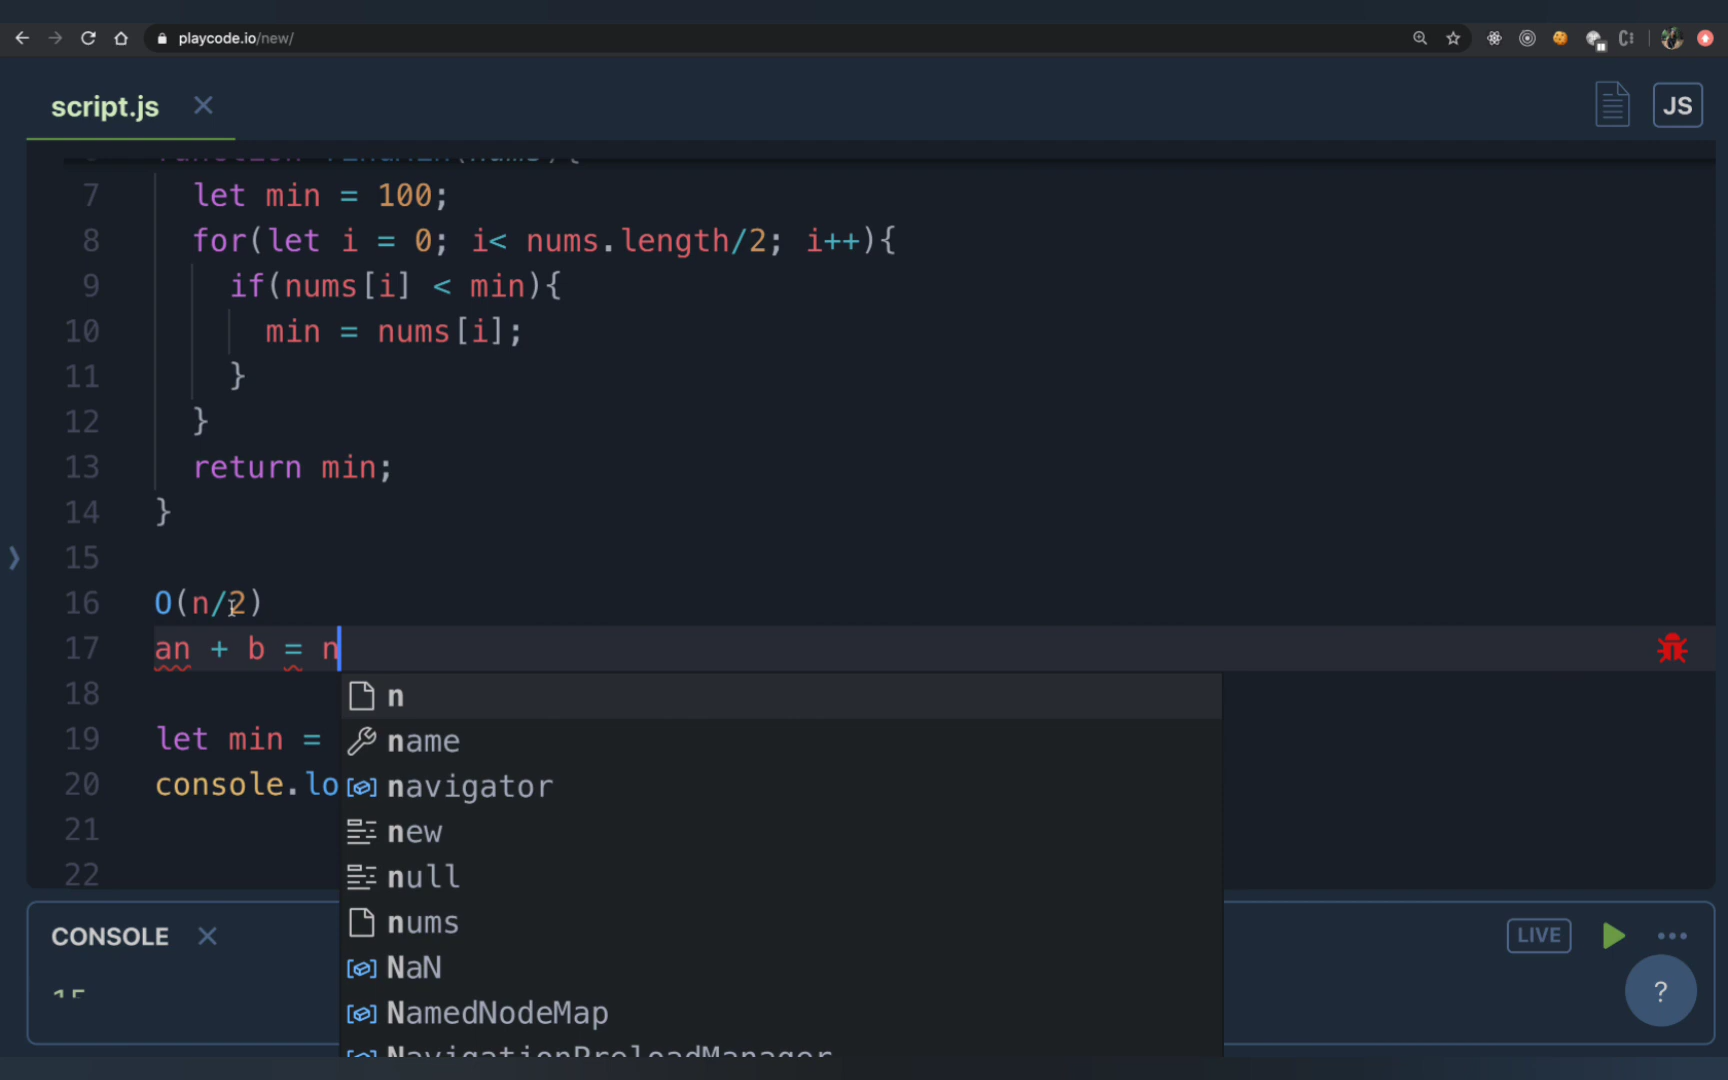 playcode.io/new/
script.js
JS
7 let min = 100;
8 for(let i = 0; i< nums.length/2; i++){
9 if(nums[i] < min){
10 min = nums[i];
11 }
12 }
13 return min;
14 }
15
16 O(n/2)
17 an + b = n
18
19 let min =
20 console.lo
21
22
n
name
navigator
new
null
nums
NaN
NamedNodeMap
NavigationPreloadManager
CONSOLE
LIVE
15
?